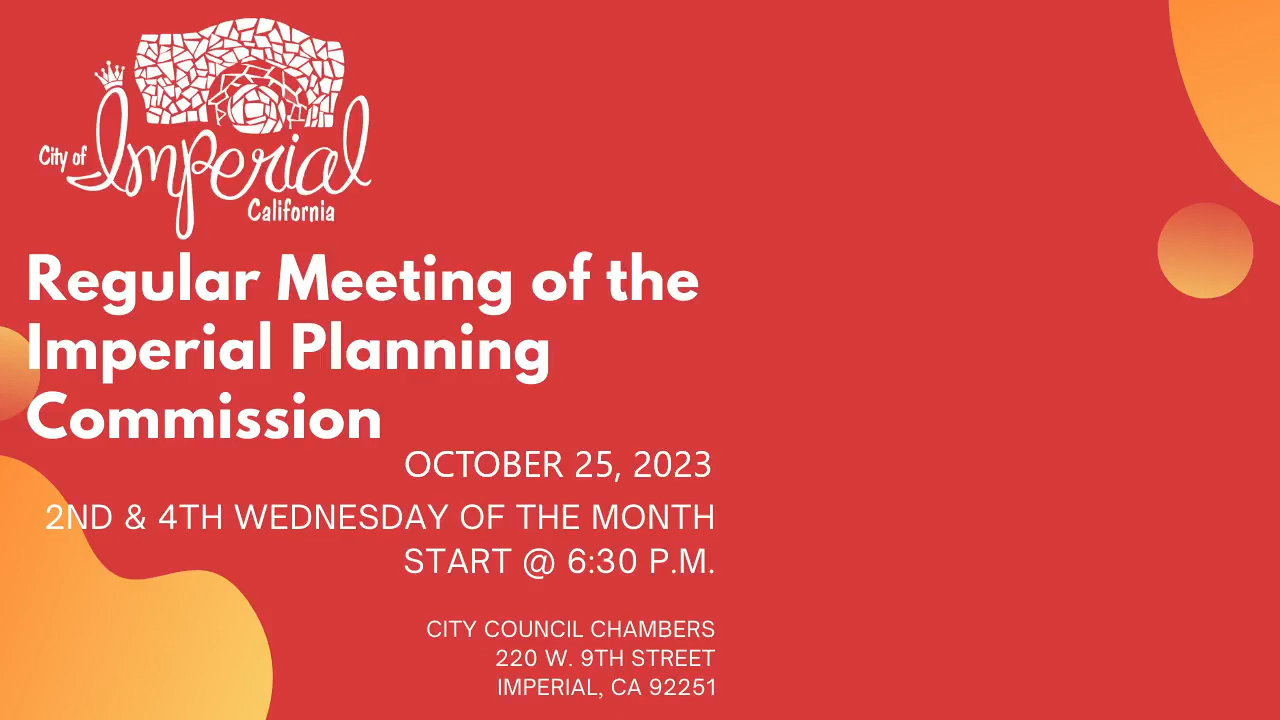 City of Imperial
California
Regular Meeting of the
Imperial Planning
Commission
OCTOBER 25, 2023
2ND & 4TH WEDNESDAY OF THE MONTH
START @ 6:30 P.M.
CITY COUNCIL CHAMBERS
220 W. 9TH STREET
IMPERIAL, CA 92251